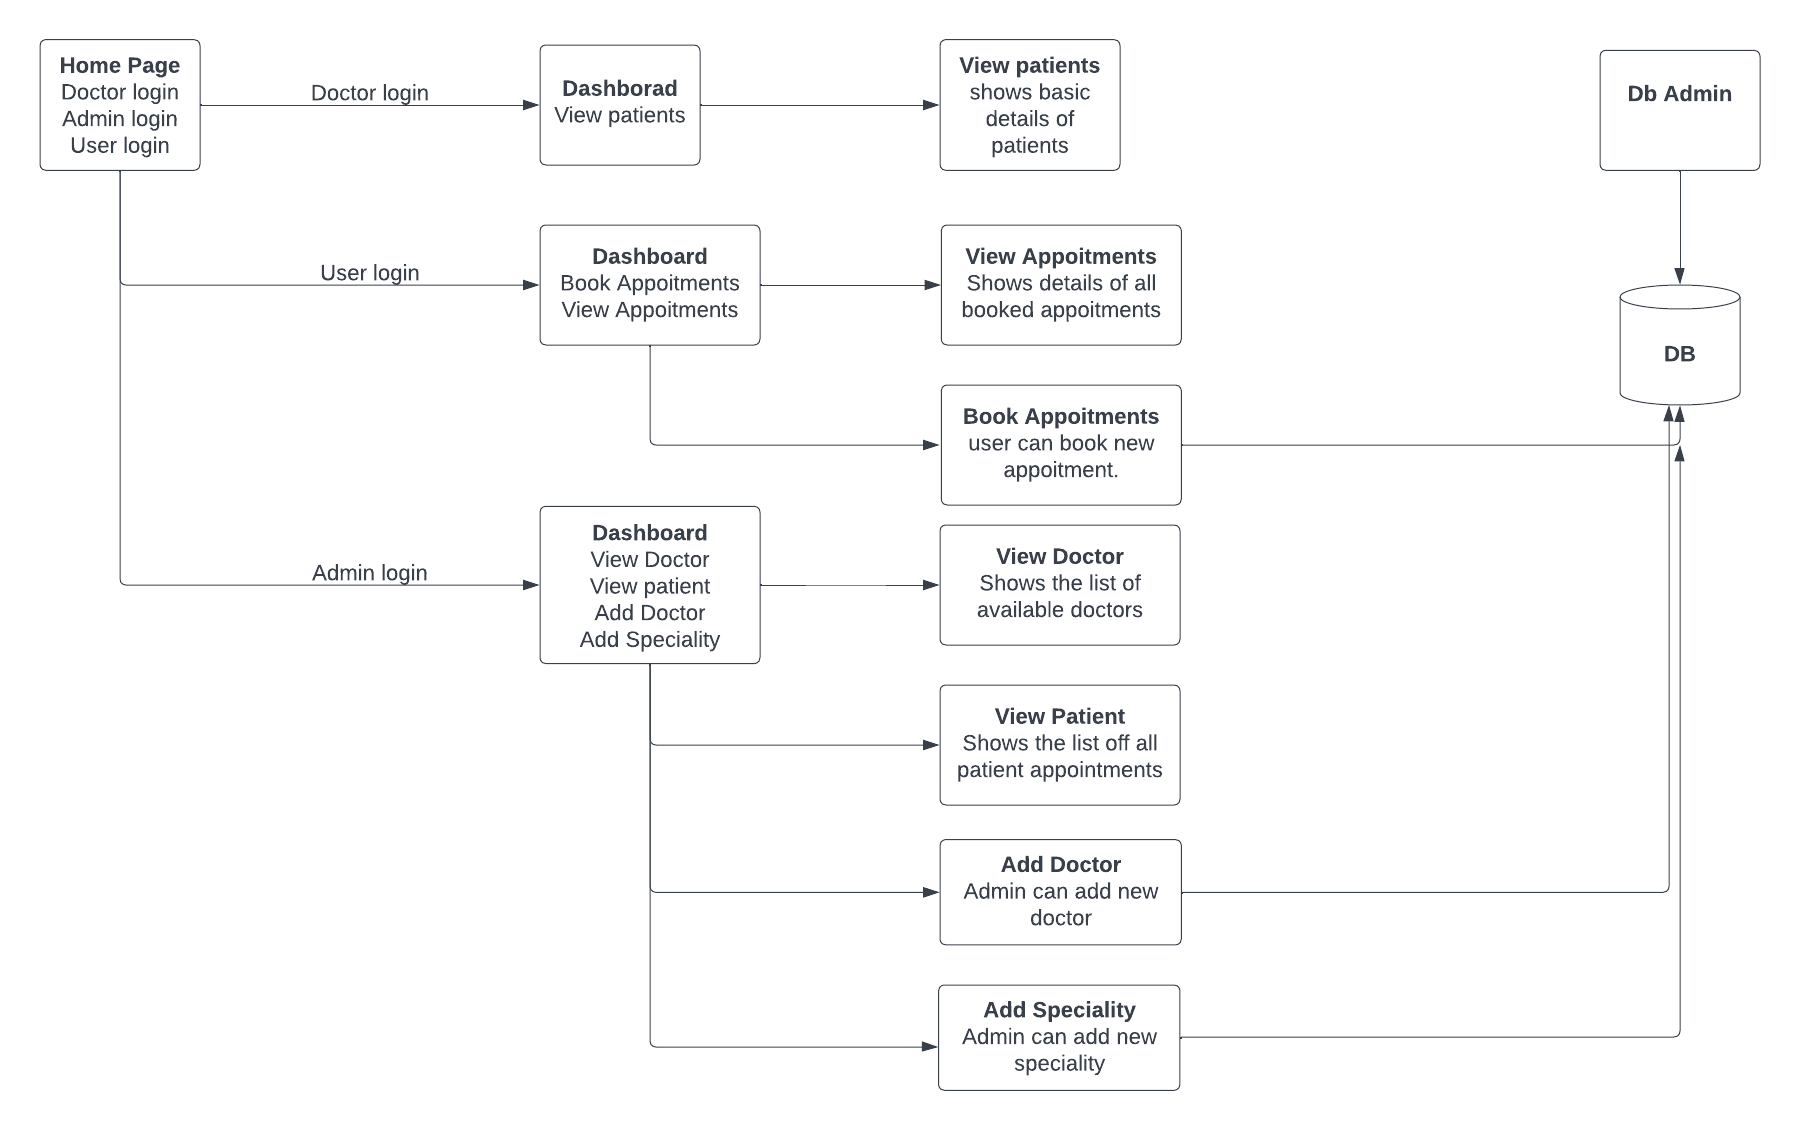 Home Page
Doctor login
Admin login
User login
Doctor login
Dashborad
View patients
View patients
shows basic
details of
patients
Db Admin
User login
Dashboard
Book Appoitments
View Appoitments
View Appoitments
Shows details of all
booked appoitments
DB
Book Appoitments
user can book new
appoitment.
Admin login
Dashboard
View Doctor
View patient
Add Doctor
Add Speciality
View Doctor
Shows the list of
available doctors
View Patient
Shows the list off all
patient appointments
Add Doctor
Admin can add new
doctor
Add Speciality
Admin can add new
speciality